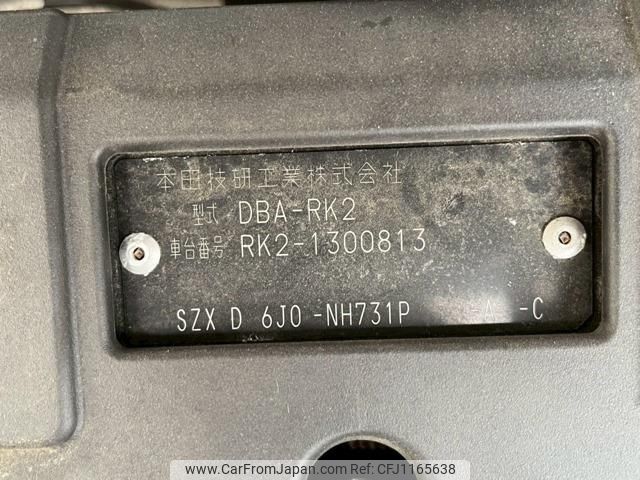 本田技研工業株式会社
型式 DBA-RK2
車台番号 RK2-1300813
SZX D 6J0 -NH731P -A -C
www.CarFromJapan.com | Ref No. CFJ1165638